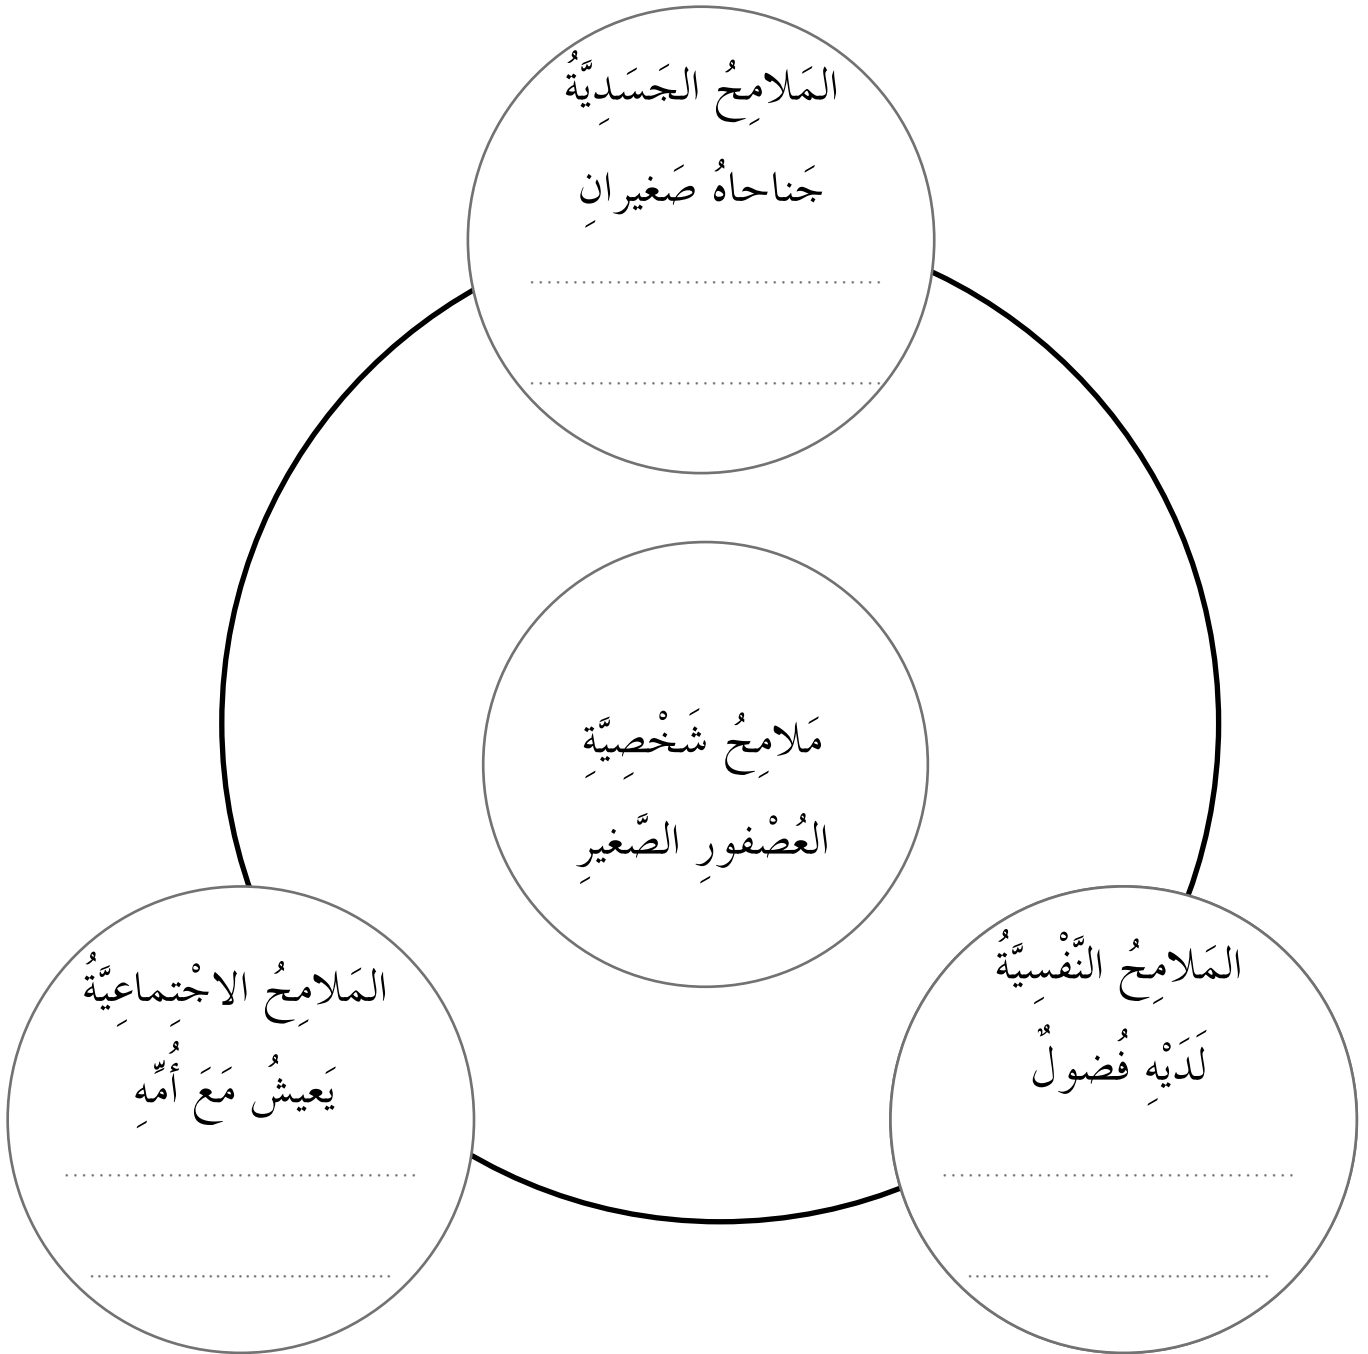 المَلامِحُ الجَسَدِيَّةُ
جَناحاهُ صَغيرانِ
مَلامِحُ شَخْصِيَّةِ
العُصْفورِ الصَّغيرِ
المَلامِحُ النَّفْسِيَّةُ
لَدَيْهِ فُضولٌ
المَلامِحُ الاجْتِماعِيَّةُ
يَعيشُ مَعَ أُمِّهِ